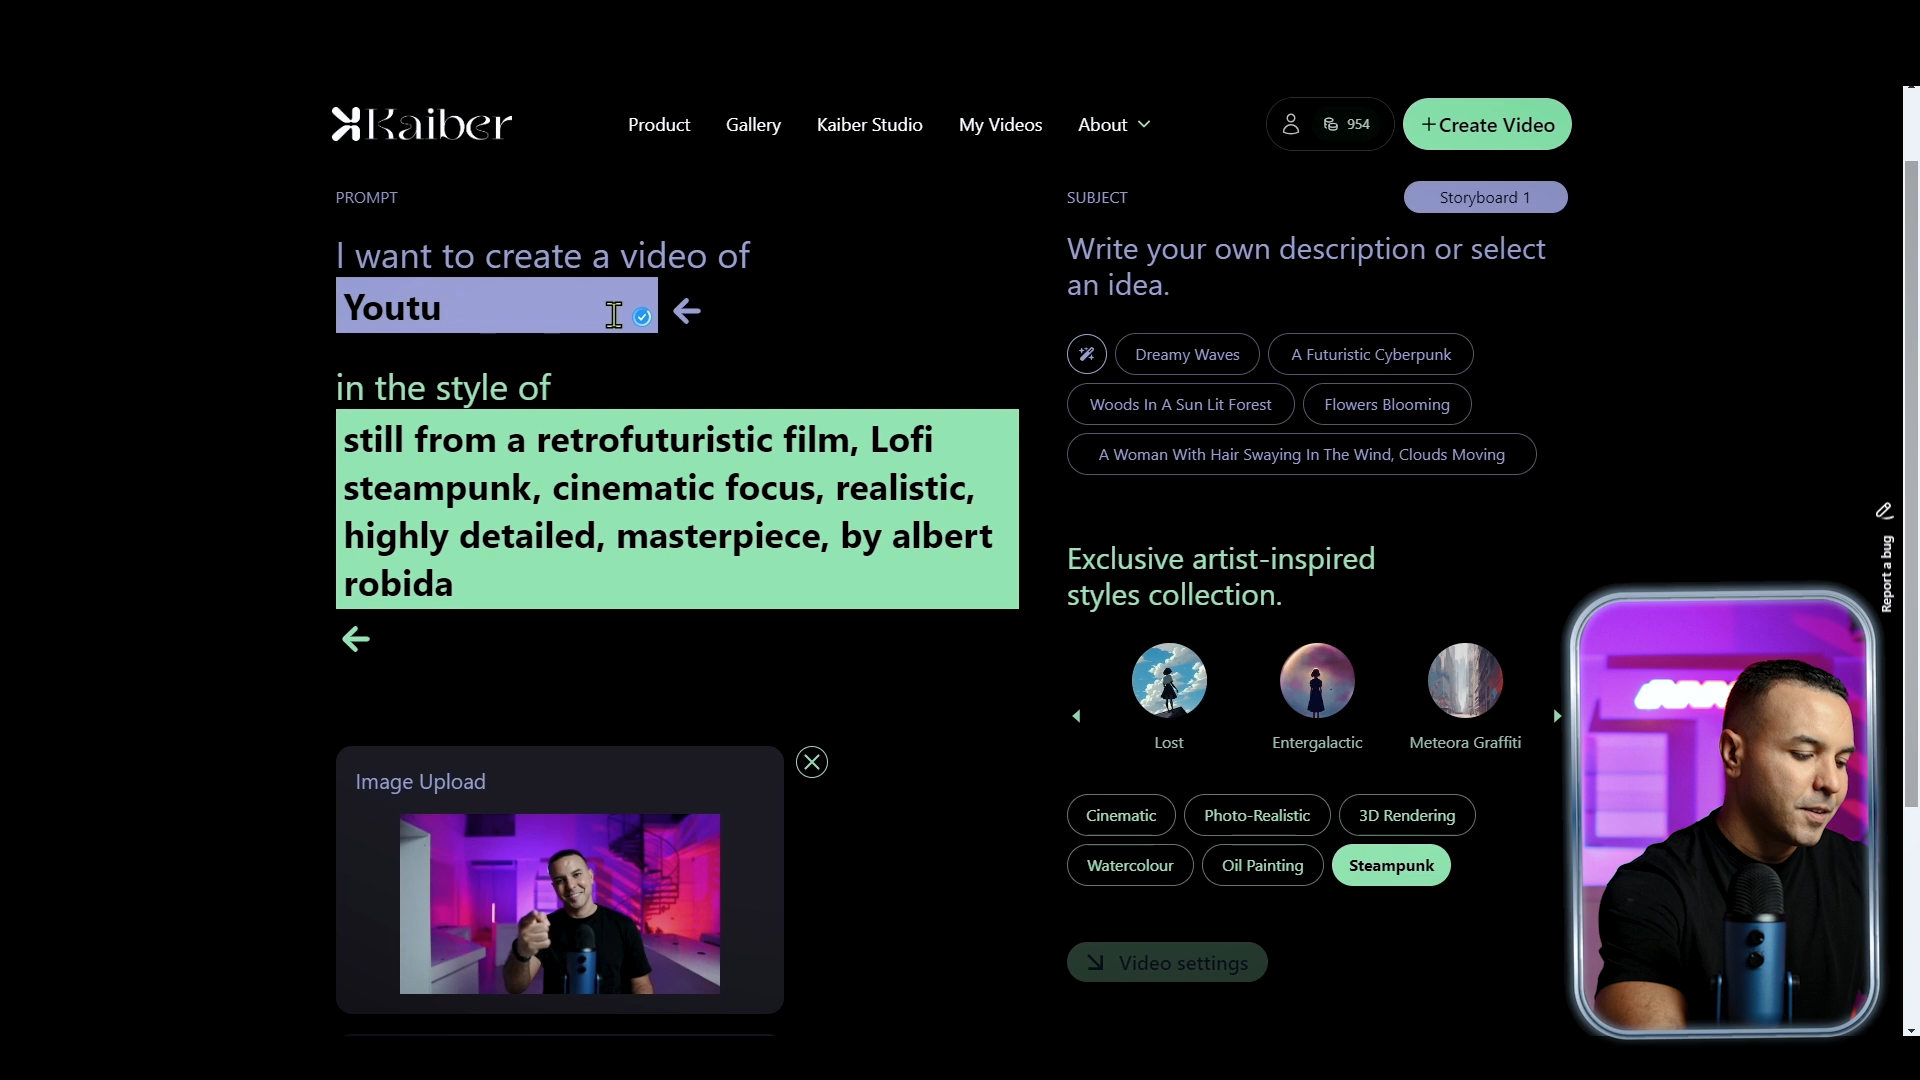 Kaiber
Product
Gallery
Kaiber Studio
My Videos
About
954
+Create Video
PROMPT
I want to create a video of
Youtu
in the style of
still from a retrofuturistic film, Lofi
steampunk, cinematic focus, realistic,
highly detailed, masterpiece, by albert
robida
Image Upload
SUBJECT
Storyboard 1
Write your own description or select
an idea.
Dreamy Waves
A Futuristic Cyberpunk
Woods In A Sun Lit Forest
Flowers Blooming
A Woman With Hair Swaying In The Wind, Clouds Moving
Exclusive artist-inspired
styles collection.
Lost
Entergalactic
Meteora Graffiti
Cinematic
Photo-Realistic
3D Rendering
Watercolour
Oil Painting
Steampunk
Video settings
Report a bug